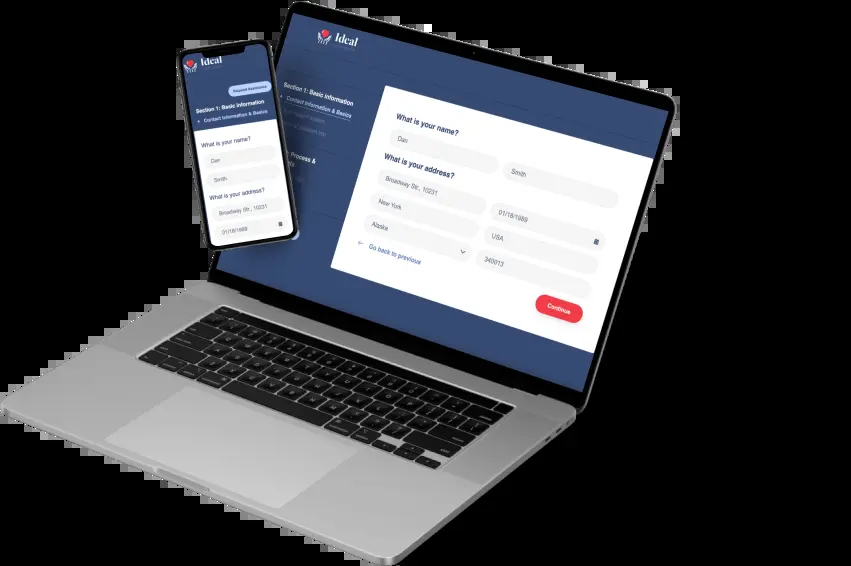 Ideal
Request Assistance
Section 1: Basic information
Contact Information & Basics
What is your name?
Dan
Smith
What is your address?
Broadway Str., 10231
01/18/1989
Ideal
Section 1: Basic information
Contact Information & Basics
Process &
What is your name?
Dan
Smith
What is your address?
Broadway Str., 10231
01/18/1989
New York
USA
Alaska
340013
Go back to previous
Continue